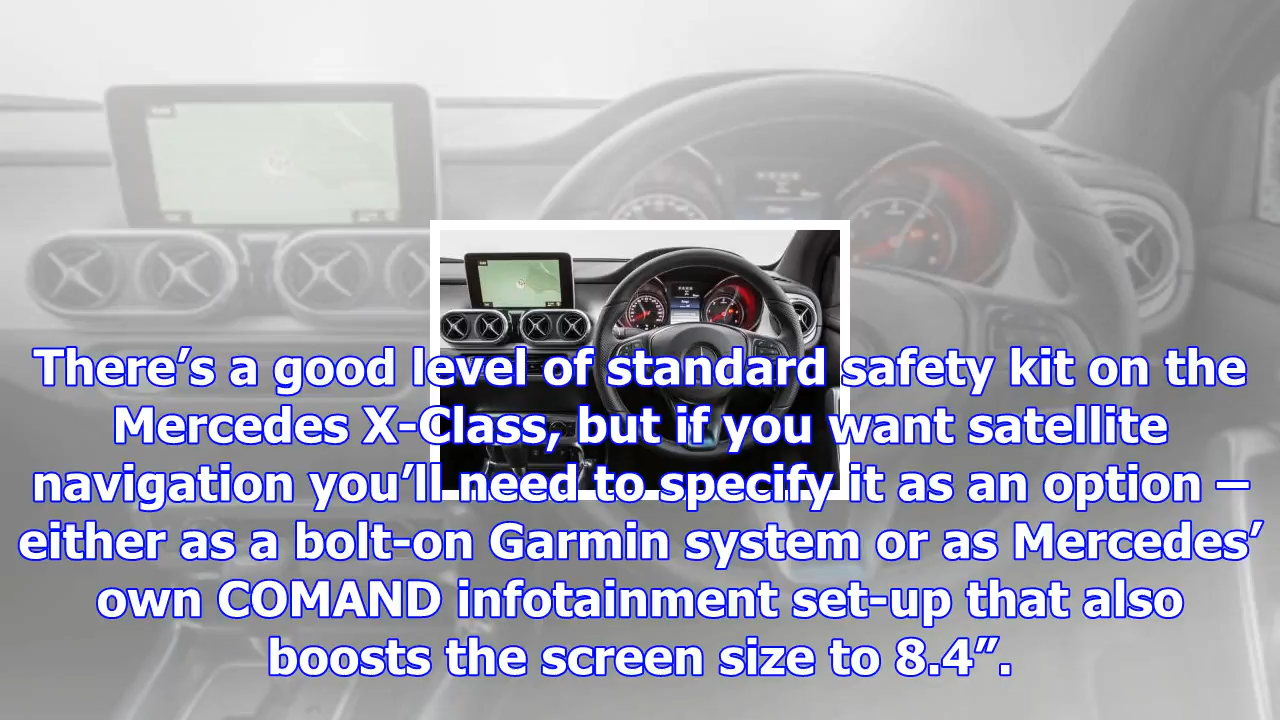 There’s a good level of standard safety kit on the
Mercedes X-Class, but if you want satellite
navigation you’ll need to specify it as an option –
either as a bolt-on Garmin system or as Mercedes’
own COMAND infotainment set-up that also
boosts the screen size to 8.4”.